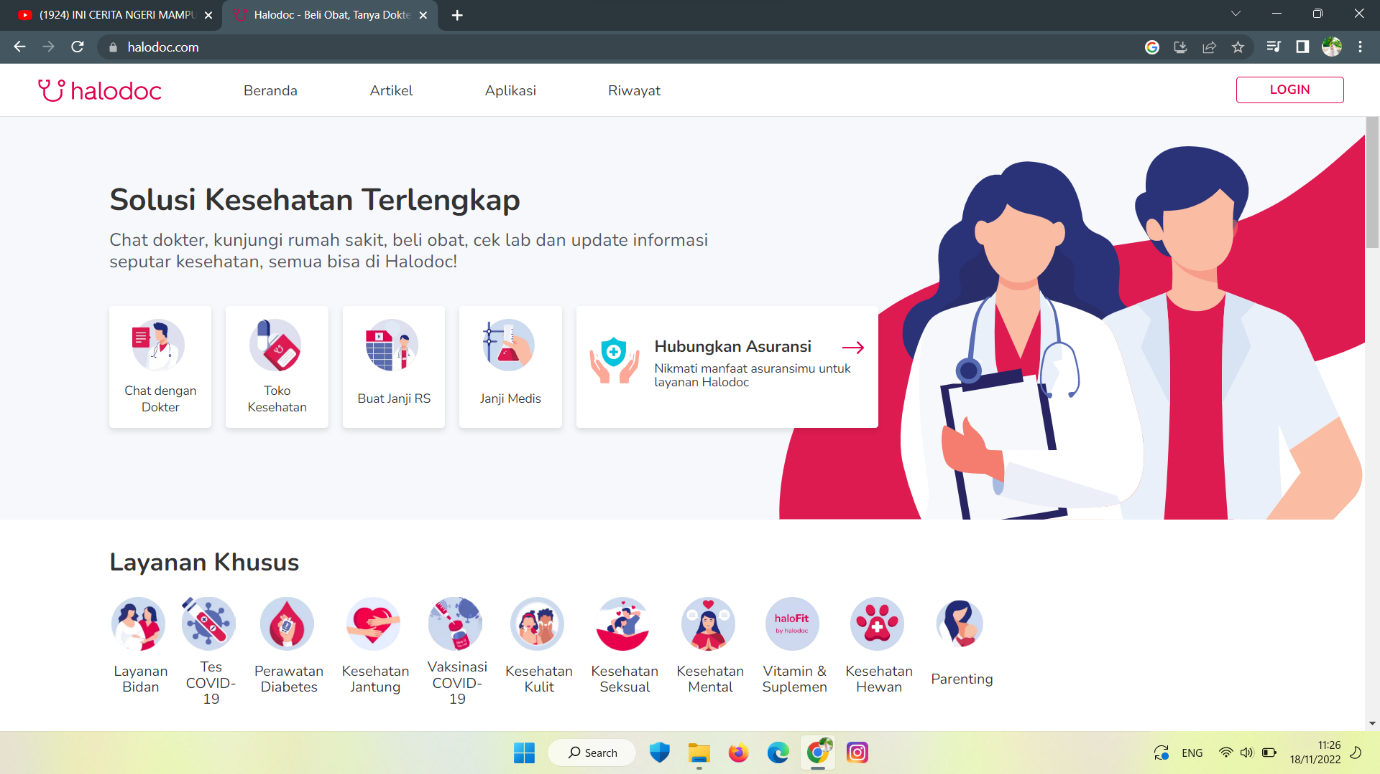 (1924) INI CERITA NGERI MAMPU
Halodoc - Beli Obat, Tanya Dokte
halodoc.com
halodoc
Beranda
Artikel
Aplikasi
Riwayat
LOGIN
Solusi Kesehatan Terlengkap
Chat dokter, kunjungi rumah sakit, beli obat, cek lab dan update informasi
seputar kesehatan, semua bisa di Halodoc!
Chat dengan
Dokter
Toko
Kesehatan
Buat Janji RS
Janji Medis
Hubungkan Asuransi
Nikmati manfaat asuransimu untuk
layanan Halodoc
Layanan Khusus
haloFit
by halodoc
Layanan
Bidan
Tes
COVID-
19
Perawatan
Diabetes
Kesehatan
Jantung
Vaksinasi
COVID-
19
Kesehatan
Kulit
Kesehatan
Seksual
Kesehatan
Mental
Vitamin &
Suplemen
Kesehatan
Hewan
Parenting
Search
ENG
11:26
18/11/2022